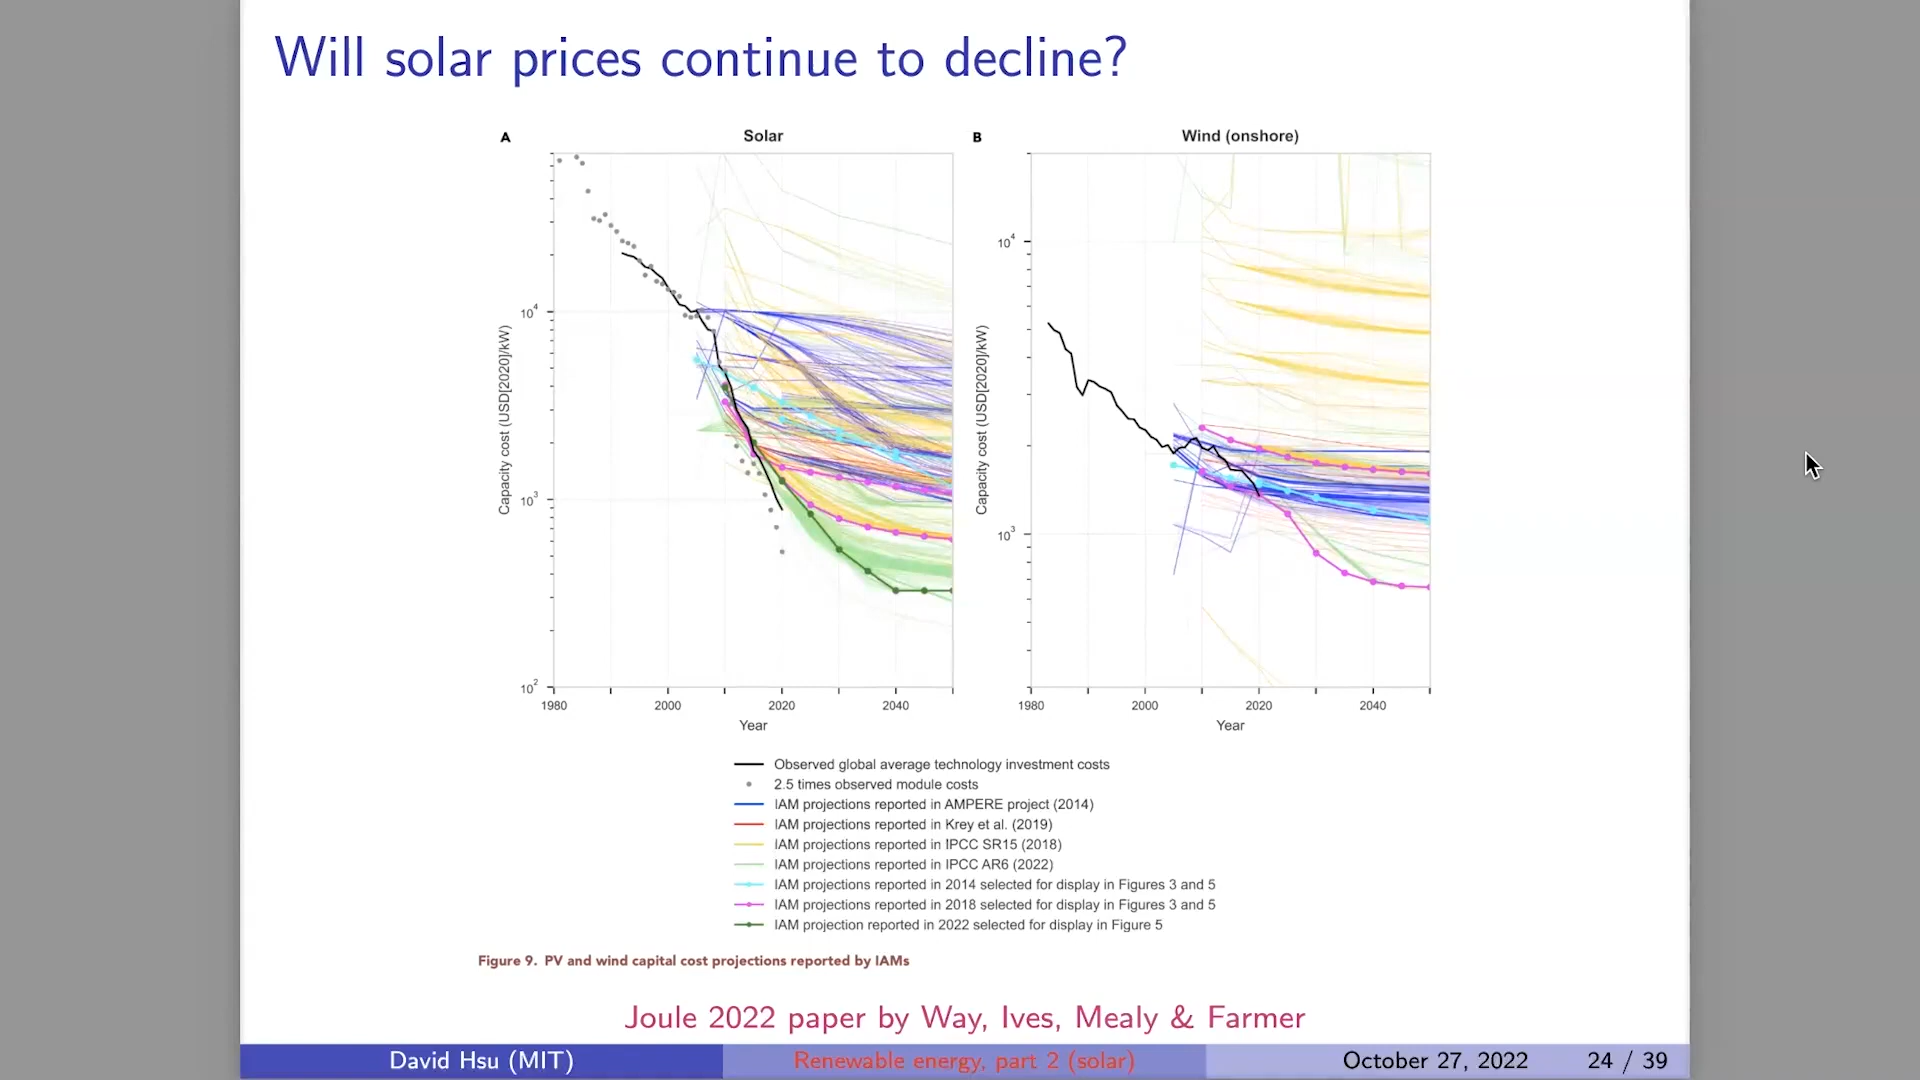 Will solar prices continue to decline?
A
Solar
B
Wind (onshore)
Capacity cost (USD[2020]/kW)
10^4
10^3
10^2
1980
2000
2020
2040
Year
Capacity cost (USD[2020]/kW)
10^4
10^3
1980
2000
2020
2040
Year
Observed global average technology investment costs
2.5 times observed module costs
IAM projections reported in AMPERE project (2014)
IAM projections reported in Krey et al. (2019)
IAM projections reported in IPCC SR15 (2018)
IAM projections reported in IPCC AR6 (2022)
IAM projections reported in 2014 selected for display in Figures 3 and 5
IAM projections reported in 2018 selected for display in Figures 3 and 5
IAM projection reported in 2022 selected for display in Figure 5
Figure 9. PV and wind capital cost projections reported by IAMs
Joule 2022 paper by Way, Ives, Mealy & Farmer
David Hsu (MIT)
Renewable energy, part 2 (solar)
October 27, 2022
24 / 39